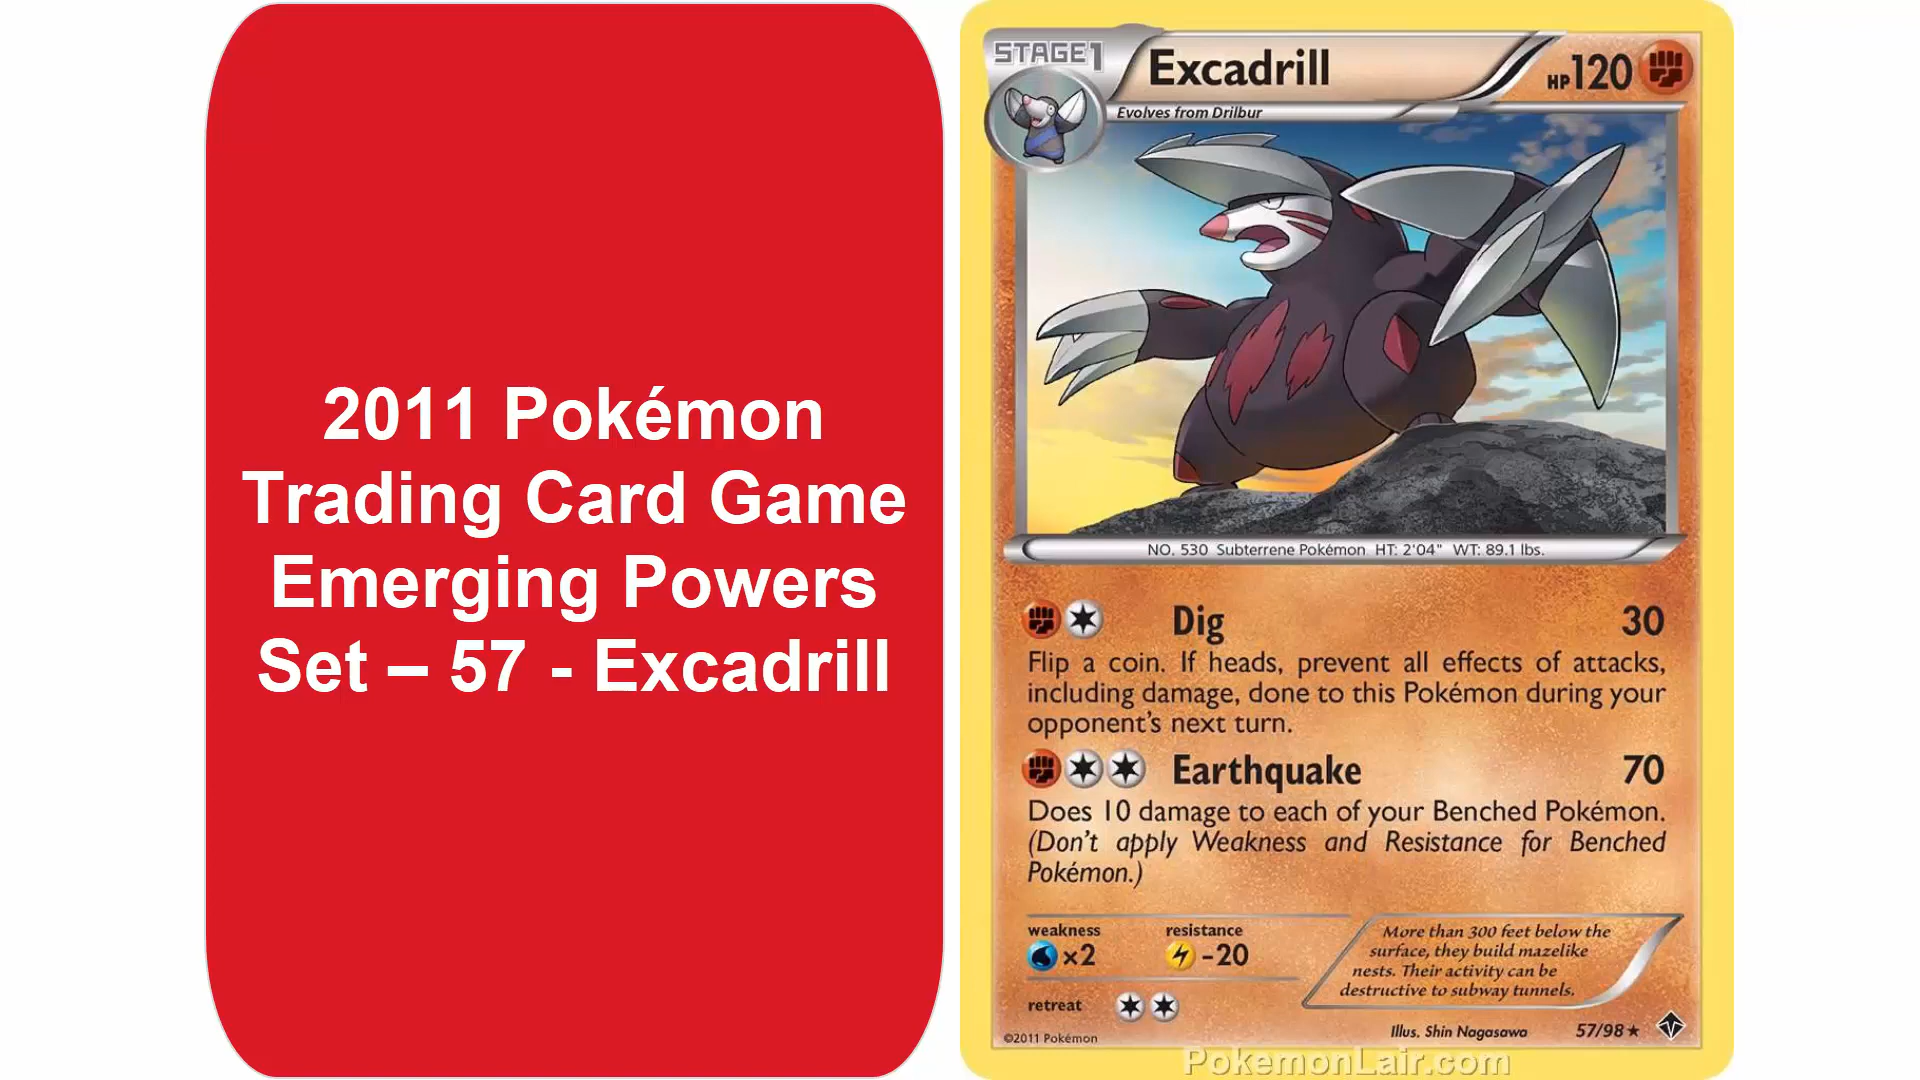 2011 Pokémon
Trading Card Game
Emerging Powers
Set – 57 - Excadrill
STAGE1
Excadrill
HP120
Evolves from Drilbur
NO. 530 Subterrene Pokémon HT: 2'04" WT: 89.1 lbs.
Dig 30
Flip a coin. If heads, prevent all effects of attacks,
including damage, done to this Pokémon during your
opponent's next turn.
Earthquake 70
Does 10 damage to each of your Benched Pokémon.
(Don't apply Weakness and Resistance for Benched
Pokémon.)
weakness resistance
×2 -20
retreat
More than 300 feet below the
surface, they build mazelike
nests. Their activity can be
destructive to subway tunnels.
©2011 Pokémon
Illus. Shin Nagasawa 57/98 ★
PokemonLair.com